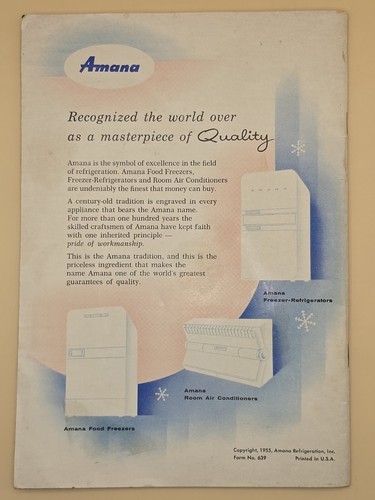 Amana
Recognized the world over
as a masterpiece of Quality
Amana is the symbol of excellence in the field
of refrigeration. Amana Food Freezers,
Freezer-Refrigerators and Room Air Conditioners
are undeniably the finest that money can buy.
A century-old tradition is engraved in every
appliance that bears the Amana name.
For more than one hundred years the
skilled craftsmen of Amana have kept faith
with one inherited principle —
pride of workmanship.
This is the Amana tradition, and this is the
priceless ingredient that makes the
name Amana one of the world's greatest
guarantees of quality.
Amana
Freezer-Refrigerators
Amana
Room Air Conditioners
Amana Food Freezers
Copyright, 1955, Amana Refrigeration, Inc.
Form No. 639 Printed in U.S.A.